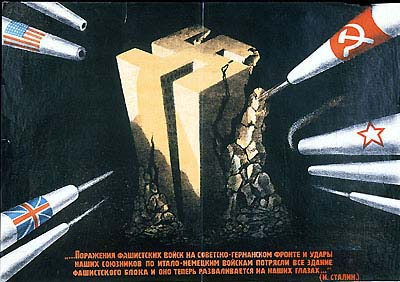 „...Поражения фашистских войск на советско-германском фронте и удары
наших союзников по итало-немецким войскам потрясли все здание
фашистского блока и оно теперь разваливается на наших глазах...“
(И. Сталин.)